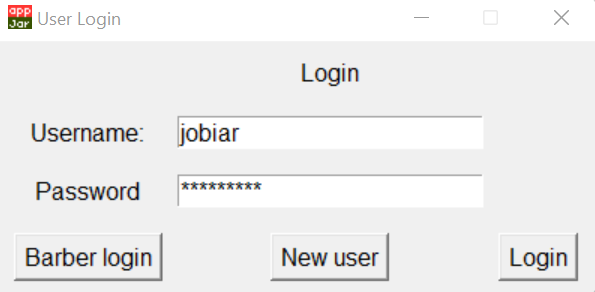 app
Jar
User Login
Login
Username:
jobiar
Password
*********
Barber login
New user
Login